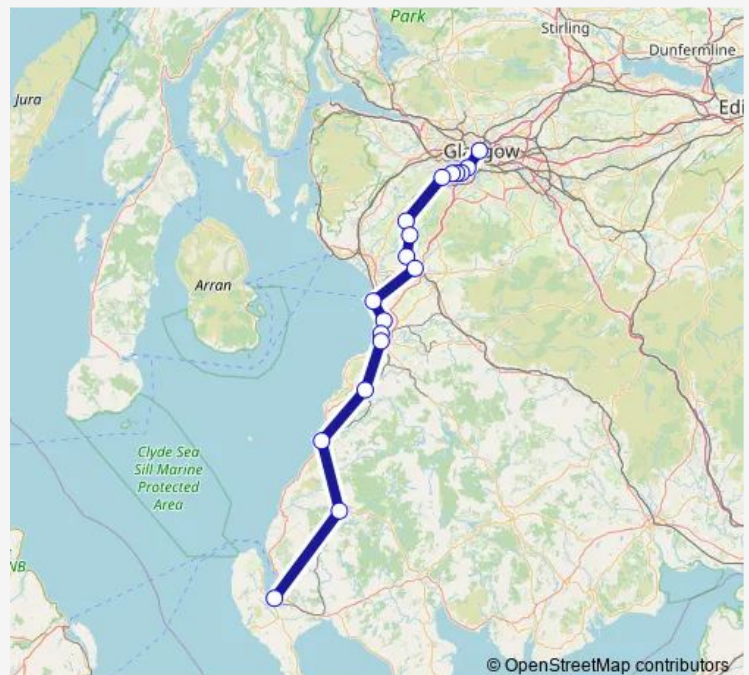 Park
Stirling
Dunfermline
Jura
Glasgow
Edi
Arran
Clyde Sea
Sill Marine
Protected
Area
NB
© OpenStreetMap contributors